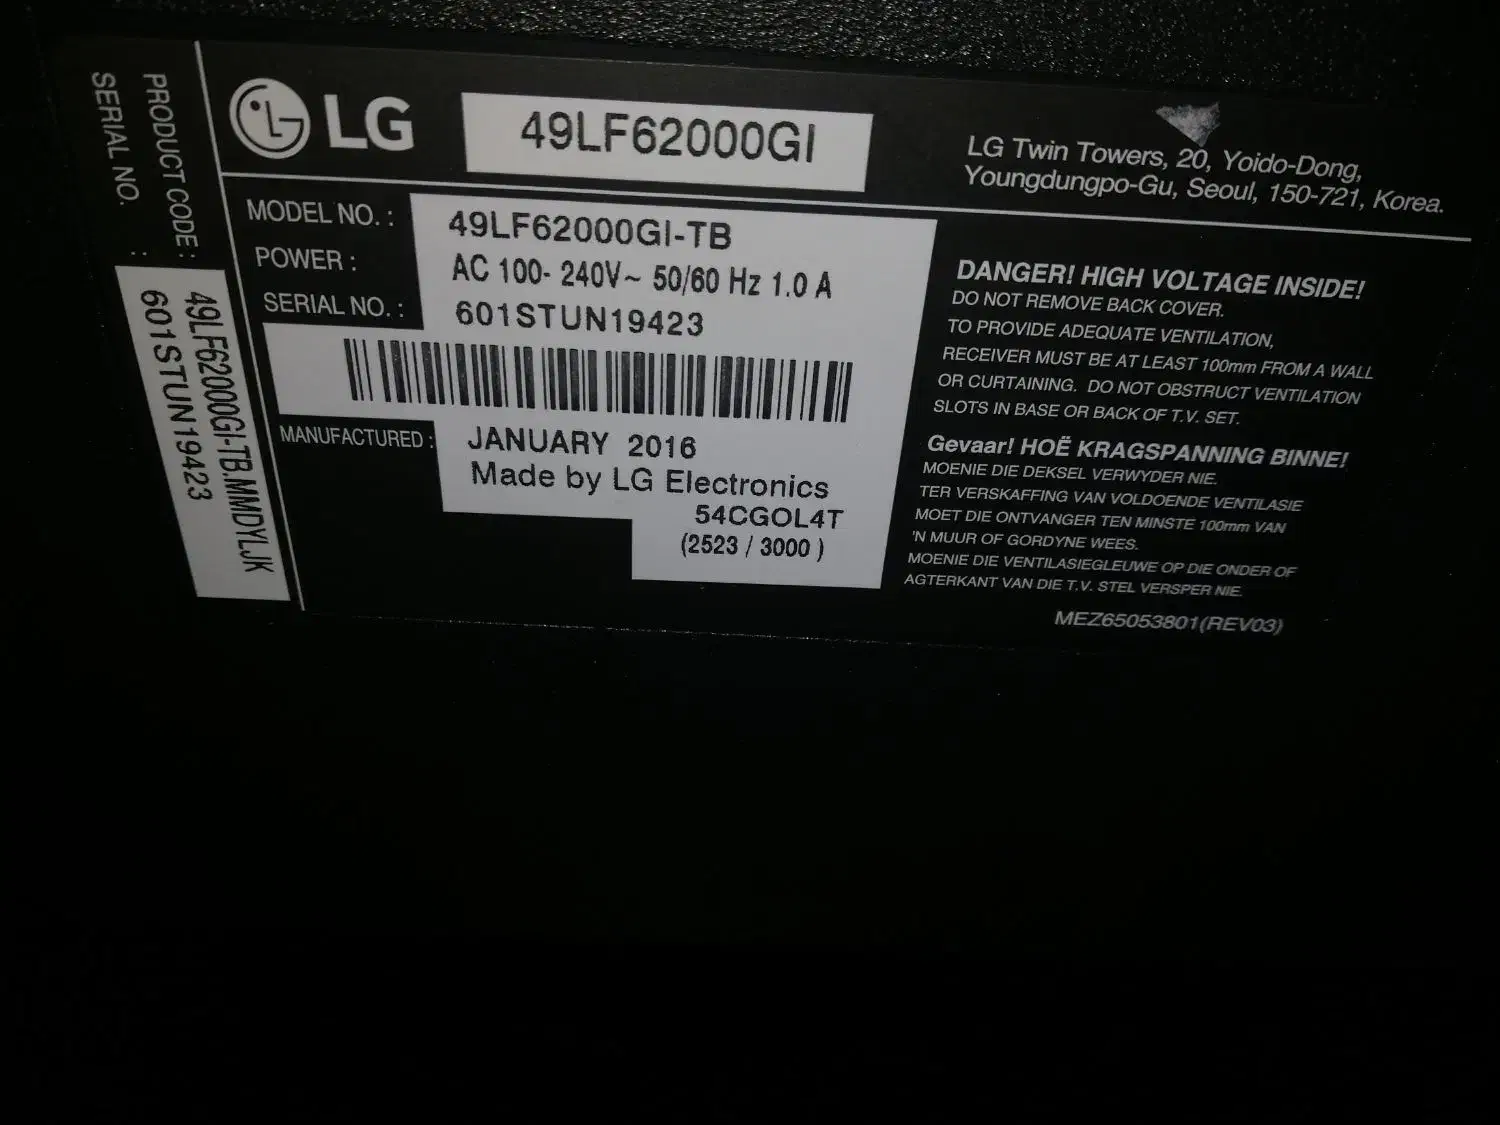 PRODUCT CODE : 49LF62000GI-TB.MMDYLJK
SERIAL NO. : 601STUN19423
LG
49LF62000GI
LG Twin Towers, 20, Yoido-Dong,
Youngdungpo-Gu, Seoul, 150-721, Korea.
MODEL NO. : 49LF62000GI-TB
POWER : AC 100- 240V~ 50/60 Hz 1.0 A
SERIAL NO. : 601STUN19423
MANUFACTURED : JANUARY 2016
Made by LG Electronics
54CGOL4T
(2523 / 3000 )
DANGER! HIGH VOLTAGE INSIDE!
DO NOT REMOVE BACK COVER.
TO PROVIDE ADEQUATE VENTILATION,
RECEIVER MUST BE AT LEAST 100mm FROM A WALL
OR CURTAINING. DO NOT OBSTRUCT VENTILATION
SLOTS IN BASE OR BACK OF T.V. SET.
Gevaar! HOË KRAGSPANNING BINNE!
MOENIE DIE DEKSEL VERWYDER NIE.
TER VERSKAFFING VAN VOLDOENDE VENTILASIE
MOET DIE ONTVANGER TEN MINSTE 100mm VAN
'N MUUR OF GORDYNE WEES.
MOENIE DIE VENTILASIEGLEUWE OP DIE ONDER OF
AGTERKANT VAN DIE T.V. STEL VERSPER NIE.
MEZ65053801(REV03)